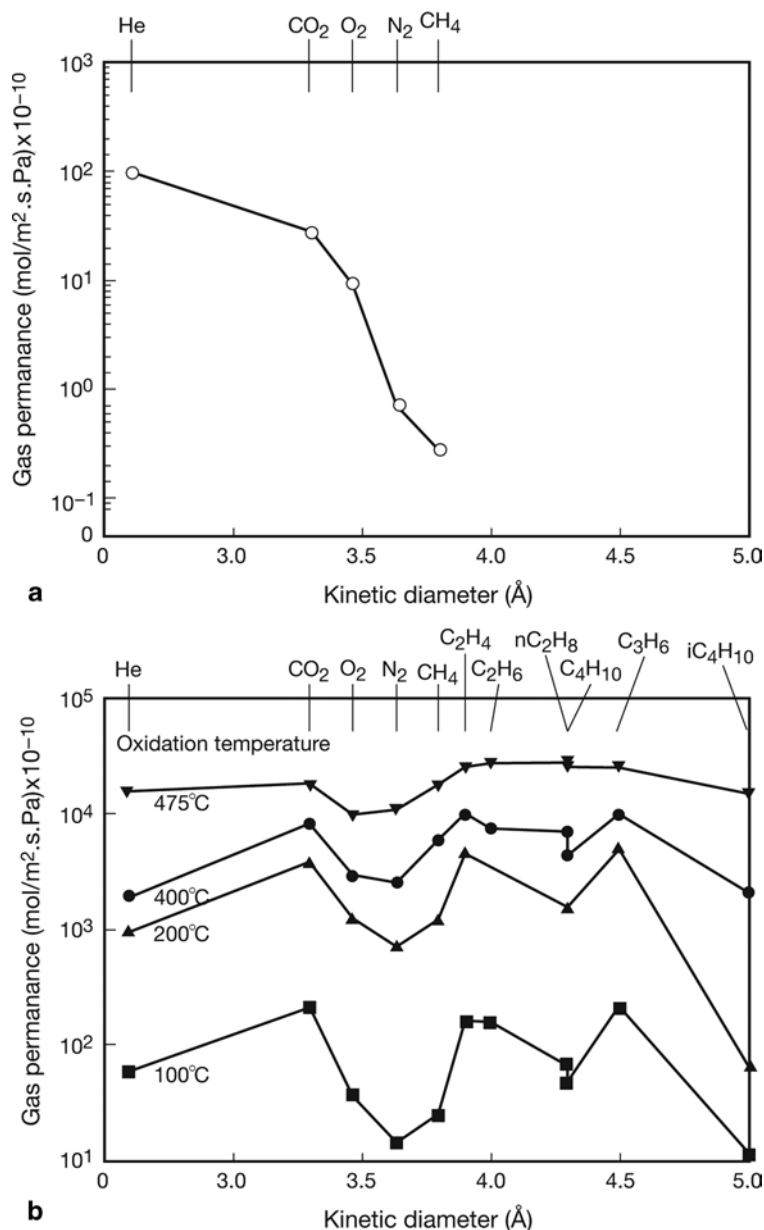 He CO₂ O₂ N₂ CH₄
10³
10²
10¹
10⁰
10⁻¹
0
Gas permanance (mol/m².s.Pa)x10⁻¹⁰
0 3.0 3.5 4.0 4.5 5.0
Kinetic diameter (Å)
a
He CO₂ O₂ N₂ CH₄ C₂H₄ C₂H₆ nC₂H₈ C₄H₁₀ C₃H₆ iC₄H₁₀
10⁵
Oxidation temperature
475°C
10⁴
400°C
200°C
10³
10²
100°C
10¹
Gas permanance (mol/m².s.Pa)x10⁻¹⁰
0 3.0 3.5 4.0 4.5 5.0
Kinetic diameter (Å)
b